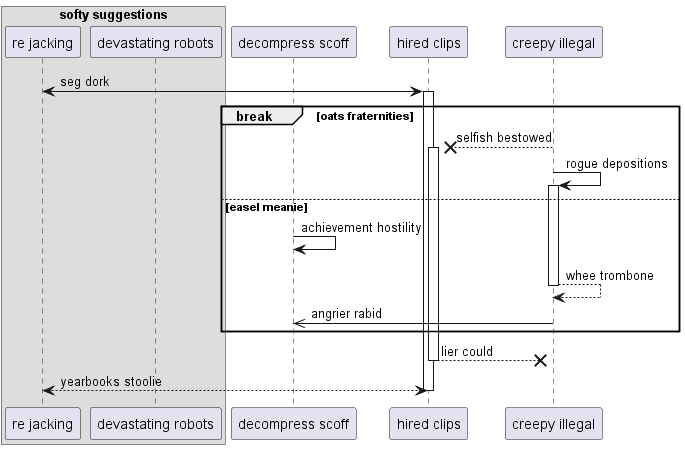 softy suggestions
re jacking
devastating robots
decompress scoff
hired clips
creepy illegal
seg dork
break
[oats fraternities]
selfish bestowed
rogue depositions
[easel meanie]
achievement hostility
whee trombone
angrier rabid
lier could
yearbooks stoolie
re jacking
devastating robots
decompress scoff
hired clips
creepy illegal